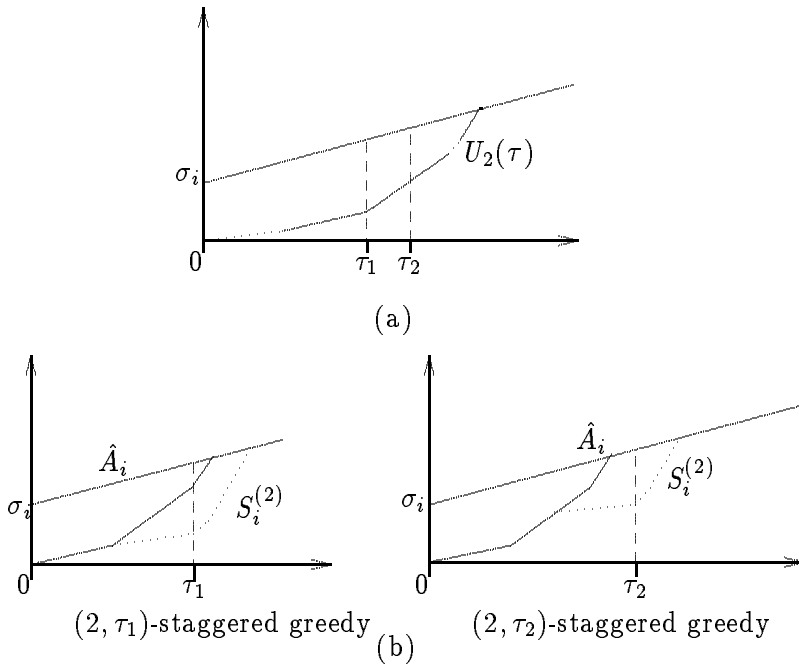 σ_i
U_2(τ)
0
τ_1
τ_2
(a)
Â_i
σ_i
S_i^{(2)}
0
τ_1
(2, τ_1)-staggered greedy
Â_i
σ_i
S_i^{(2)}
0
τ_2
(2, τ_2)-staggered greedy
(b)